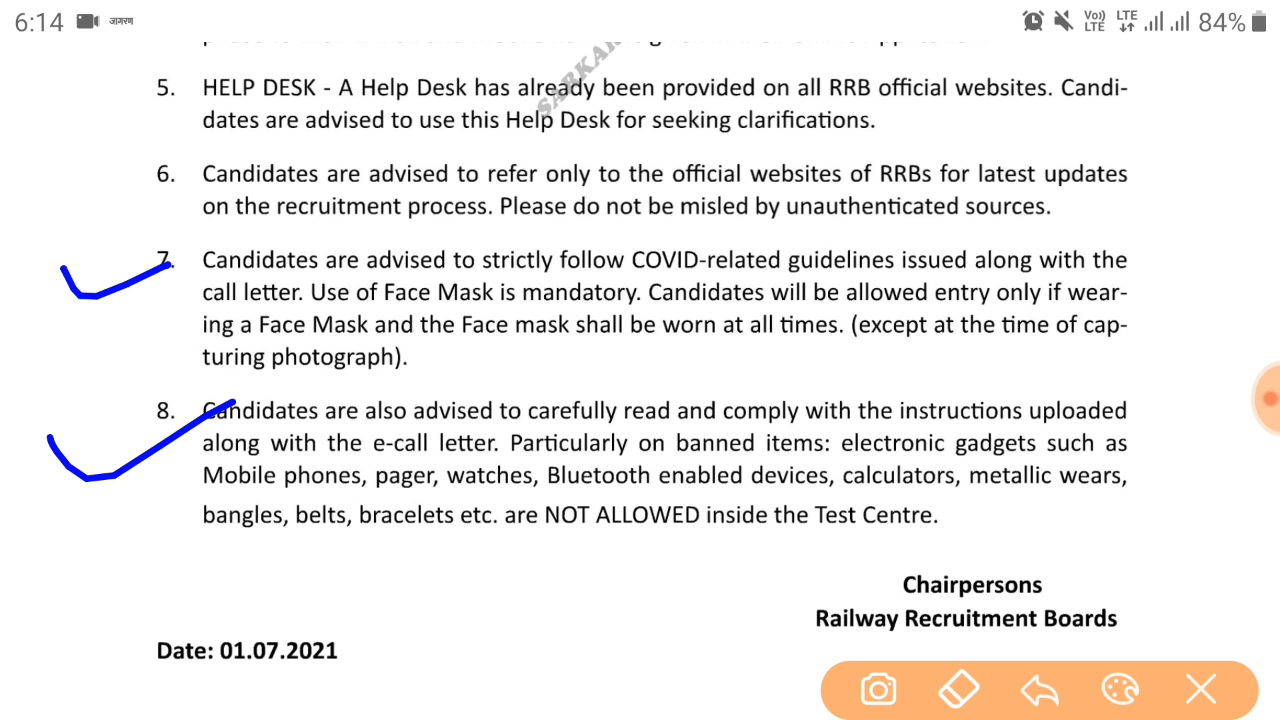 6:14 जागरण Vo)) LTE LTE 84%
SARKAR
5. HELP DESK - A Help Desk has already been provided on all RRB official websites. Candi-
dates are advised to use this Help Desk for seeking clarifications.
6. Candidates are advised to refer only to the official websites of RRBs for latest updates
on the recruitment process. Please do not be misled by unauthenticated sources.
7. Candidates are advised to strictly follow COVID-related guidelines issued along with the
call letter. Use of Face Mask is mandatory. Candidates will be allowed entry only if wear-
ing a Face Mask and the Face mask shall be worn at all times. (except at the time of cap-
turing photograph).
8. Candidates are also advised to carefully read and comply with the instructions uploaded
along with the e-call letter. Particularly on banned items: electronic gadgets such as
Mobile phones, pager, watches, Bluetooth enabled devices, calculators, metallic wears,
bangles, belts, bracelets etc. are NOT ALLOWED inside the Test Centre.
Chairpersons
Railway Recruitment Boards
Date: 01.07.2021